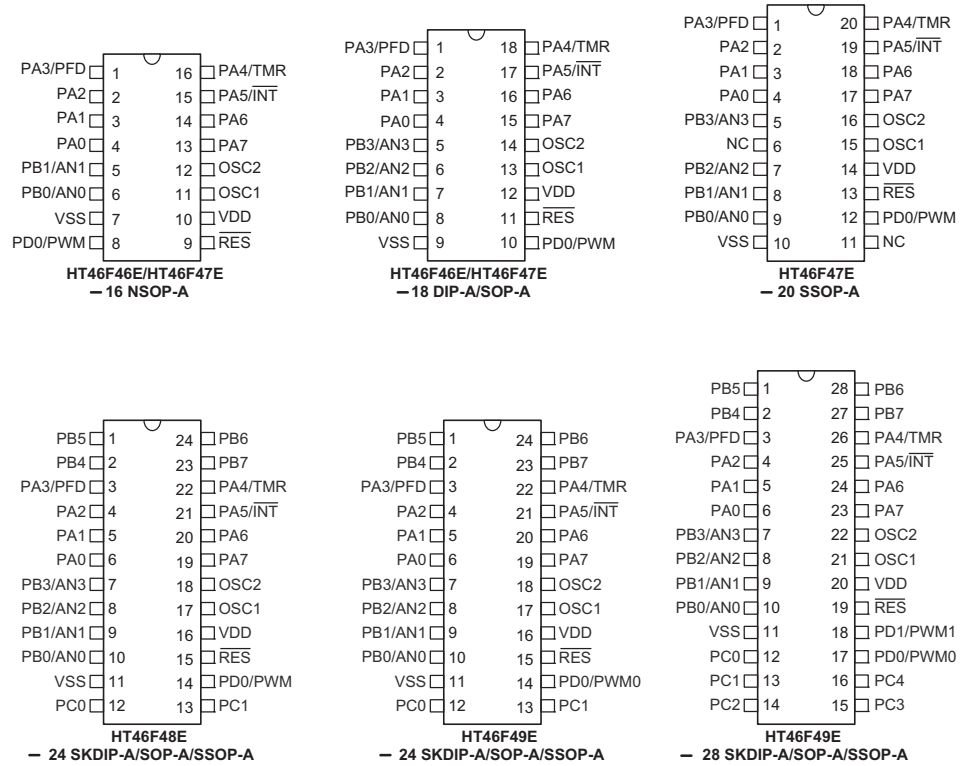 PA3/PFD 1 16 PA4/TMR
PA2 2 15 PA5/INT
PA1 3 14 PA6
PA0 4 13 PA7
PB1/AN1 5 12 OSC2
PB0/AN0 6 11 OSC1
VSS 7 10 VDD
PD0/PWM 8 9 RES
HT46F46E/HT46F47E
– 16 NSOP-A
PA3/PFD 1 18 PA4/TMR
PA2 2 17 PA5/INT
PA1 3 16 PA6
PA0 4 15 PA7
PB3/AN3 5 14 OSC2
PB2/AN2 6 13 OSC1
PB1/AN1 7 12 VDD
PB0/AN0 8 11 RES
VSS 9 10 PD0/PWM
HT46F46E/HT46F47E
– 18 DIP-A/SOP-A
PA3/PFD 1 20 PA4/TMR
PA2 2 19 PA5/INT
PA1 3 18 PA6
PA0 4 17 PA7
PB3/AN3 5 16 OSC2
NC 6 15 OSC1
PB2/AN2 7 14 VDD
PB1/AN1 8 13 RES
PB0/AN0 9 12 PD0/PWM
VSS 10 11 NC
HT46F47E
– 20 SSOP-A
PB5 1 24 PB6
PB4 2 23 PB7
PA3/PFD 3 22 PA4/TMR
PA2 4 21 PA5/INT
PA1 5 20 PA6
PA0 6 19 PA7
PB3/AN3 7 18 OSC2
PB2/AN2 8 17 OSC1
PB1/AN1 9 16 VDD
PB0/AN0 10 15 RES
VSS 11 14 PD0/PWM
PC0 12 13 PC1
HT46F48E
– 24 SKDIP-A/SOP-A/SSOP-A
PB5 1 24 PB6
PB4 2 23 PB7
PA3/PFD 3 22 PA4/TMR
PA2 4 21 PA5/INT
PA1 5 20 PA6
PA0 6 19 PA7
PB3/AN3 7 18 OSC2
PB2/AN2 8 17 OSC1
PB1/AN1 9 16 VDD
PB0/AN0 10 15 RES
VSS 11 14 PD0/PWM0
PC0 12 13 PC1
HT46F49E
– 24 SKDIP-A/SOP-A/SSOP-A
PB5 1 28 PB6
PB4 2 27 PB7
PA3/PFD 3 26 PA4/TMR
PA2 4 25 PA5/INT
PA1 5 24 PA6
PA0 6 23 PA7
PB3/AN3 7 22 OSC2
PB2/AN2 8 21 OSC1
PB1/AN1 9 20 VDD
PB0/AN0 10 19 RES
VSS 11 18 PD1/PWM1
PC0 12 17 PD0/PWM0
PC1 13 16 PC4
PC2 14 15 PC3
HT46F49E
– 28 SKDIP-A/SOP-A/SSOP-A